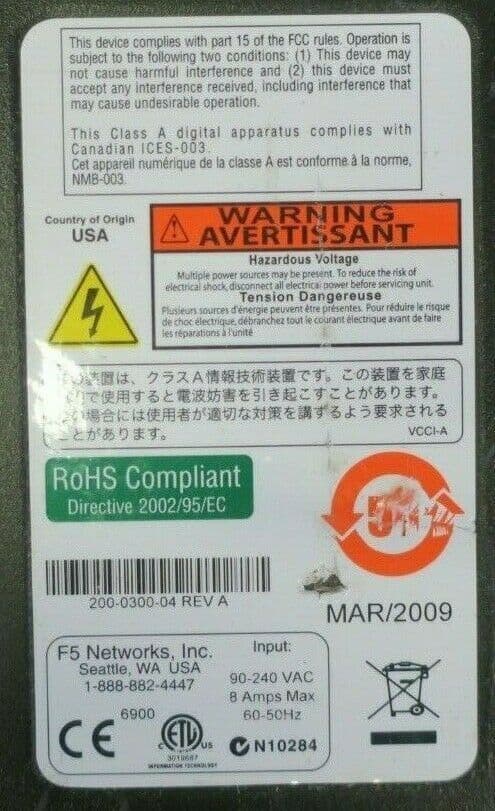 This device complies with part 15 of the FCC rules. Operation is
subject to the following two conditions: (1) This device may
not cause harmful interference and (2) this device must
accept any interference received, including interference that
may cause undesirable operation.
This Class A digital apparatus complies with
Canadian ICES-003.
Cet appareil numérique de la classe A est conforme à la norme,
NMB-003.
Country of Origin
USA
WARNING
AVERTISSANT
Hazardous Voltage
Multiple power sources may be present. To reduce the risk of
electrical shock, disconnect all electrical power before servicing unit.
Tension Dangereuse
Plusieurs sources d'énergie peuvent être présentes. Pour réduire le risque
de choc électrique, débranchez tout le courant électrique avant de faire
les réparations à l'unité
の装置は、クラスA情報技術装置です。この装置を家庭
で使用すると電波妨害を引き起こすことがあります。
場合には使用者が適切な対策を講ずるよう要求される
ことがあります。
VCCI-A
RoHS Compliant
Directive 2002/95/EC
200-0300-04 REV A
MAR/2009
F5 Networks, Inc.
Seattle, WA USA
1-888-882-4447
Input:
90-240 VAC
8 Amps Max
60-50Hz
6900
CE
C ETL US
3019687
INFORMATION TECHNOLOGY
N10284